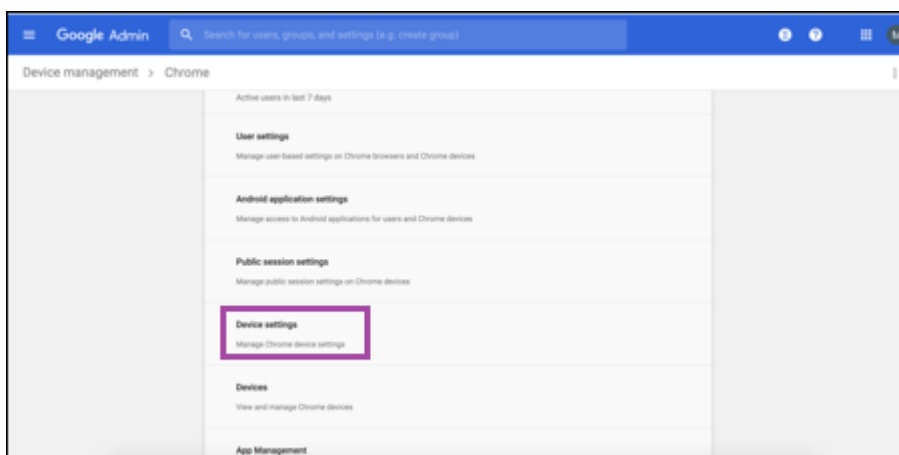 Google Admin
Search for users, groups, and settings (e.g. create group)
Device management > Chrome
Active users in last 7 days
User settings
Manage user-based settings on Chrome browsers and Chrome devices
Android application settings
Manage access to Android applications for users and Chrome devices
Public session settings
Manage public session settings on Chrome devices
Device settings
Manage Chrome device settings
Devices
View and manage Chrome devices
App Management